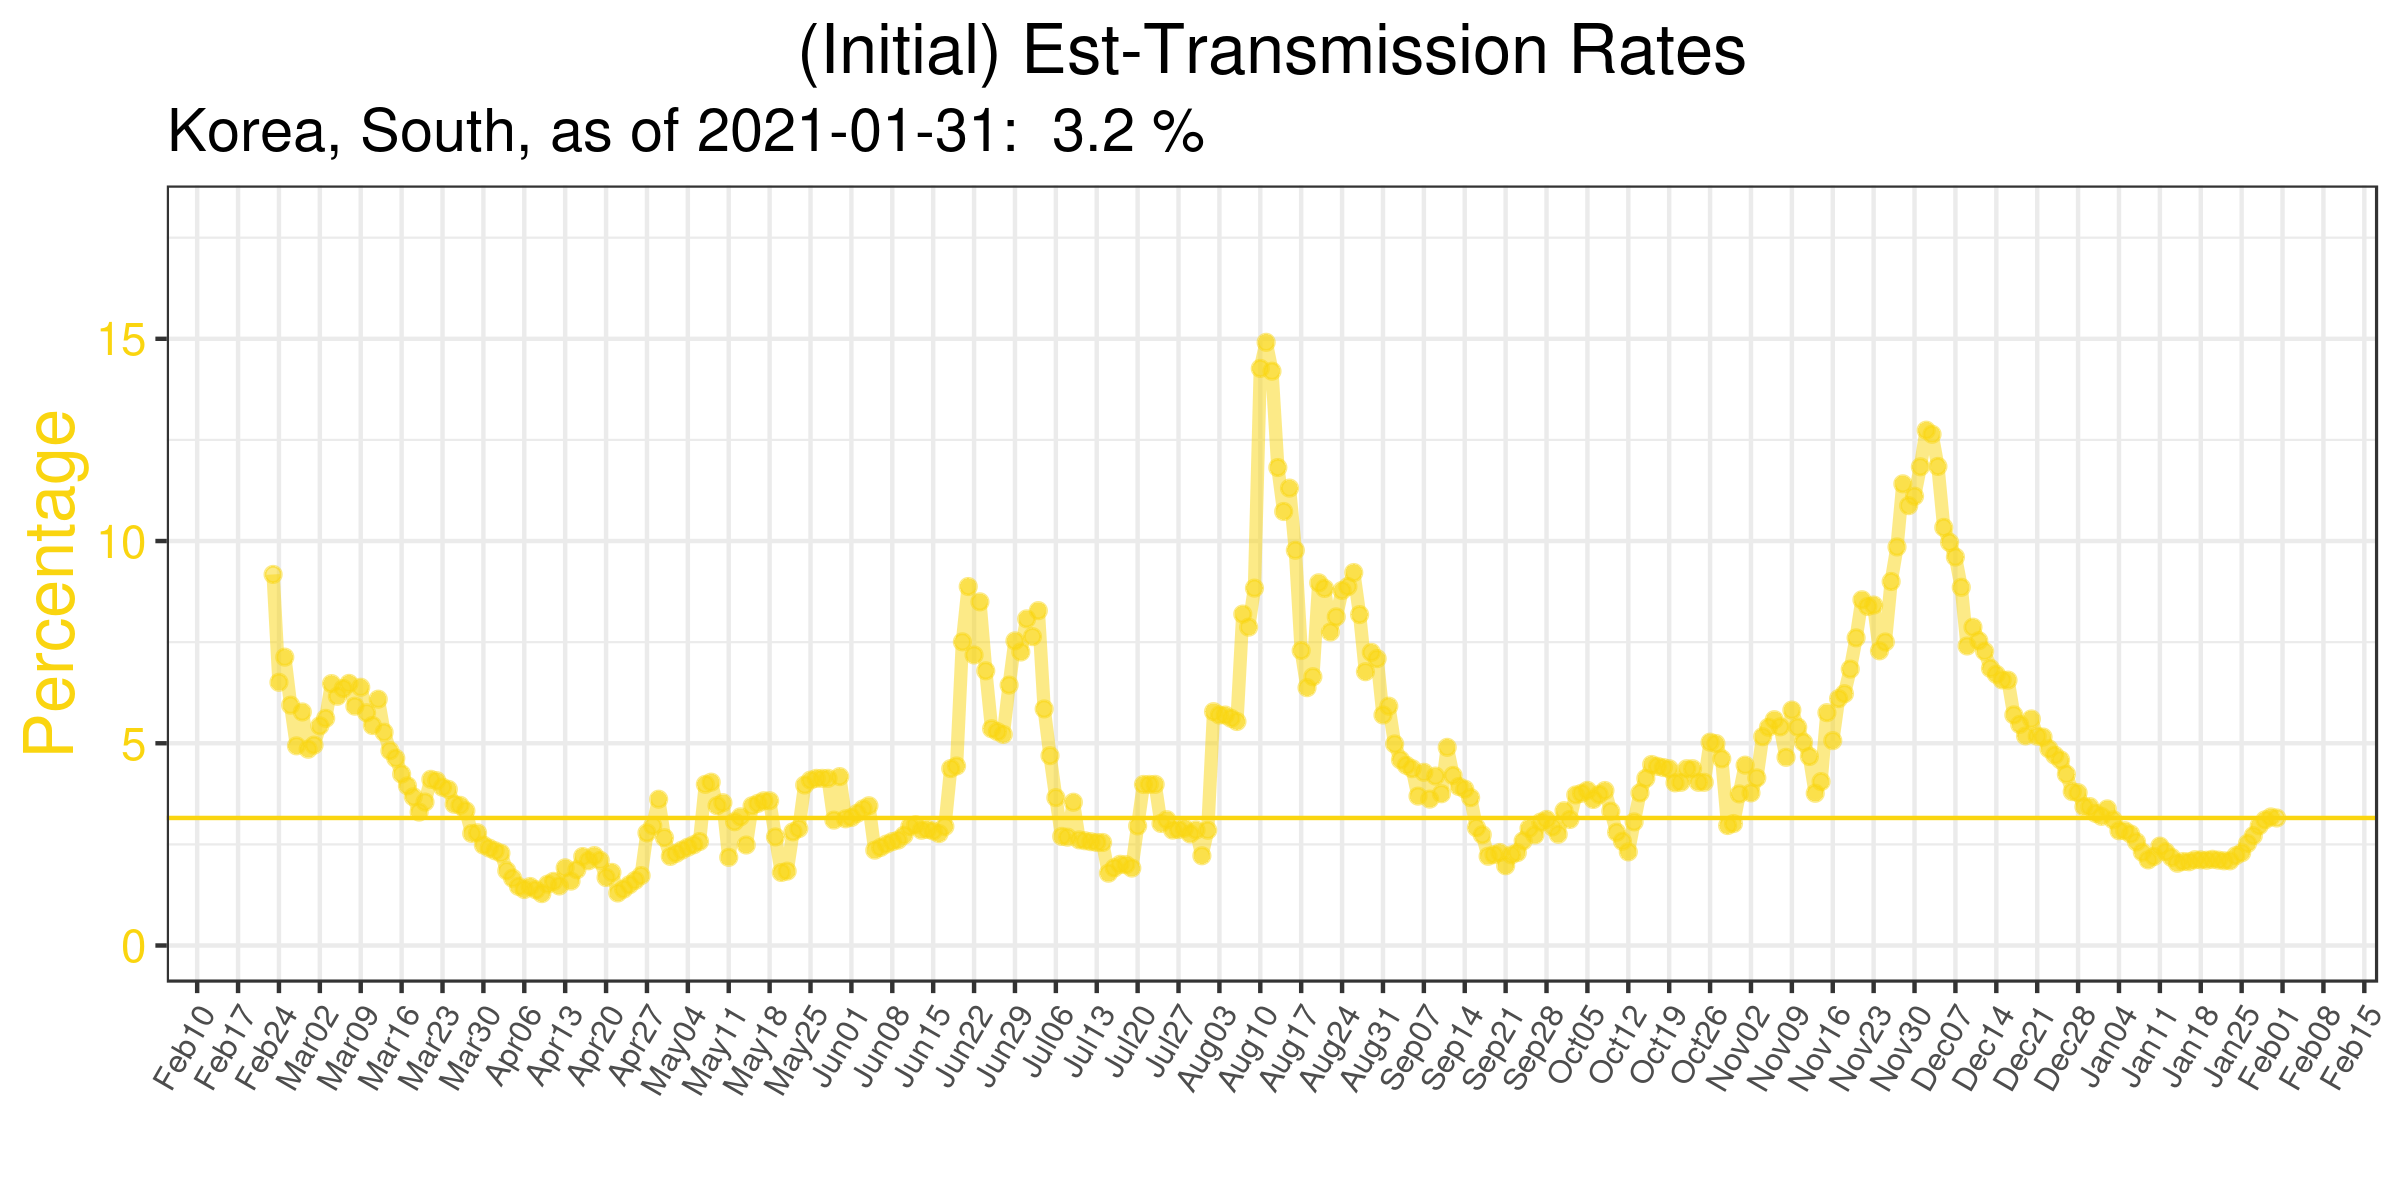 (Initial) Est-Transmission Rates
Korea, South, as of 2021-01-31:  3.2 %
Percentage
15
10
5
0
Feb10 Feb17 Feb24 Mar02 Mar09 Mar16 Mar23 Mar30 Apr06 Apr13 Apr20 Apr27 May04 May11 May18 May25 Jun01 Jun08 Jun15 Jun22 Jun29 Jul06 Jul13 Jul20 Jul27 Aug03 Aug10 Aug17 Aug24 Aug31 Sep07 Sep14 Sep21 Sep28 Oct05 Oct12 Oct19 Oct26 Nov02 Nov09 Nov16 Nov23 Nov30 Dec07 Dec14 Dec21 Dec28 Jan04 Jan11 Jan18 Jan25 Feb01 Feb08 Feb15